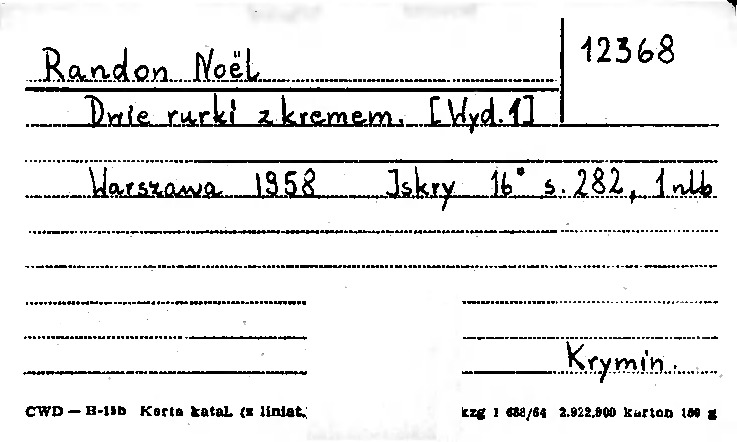 Randon Noël
12368
Dwie rurki z kremem. [Wyd. 1]
Warszawa 1958 Iskry 16° s. 282, 1 nlb
Krymin.
CWD — H-15b Karta katal. (z liniat.
kzg 1 688/64 2.922.900 karton 180 g